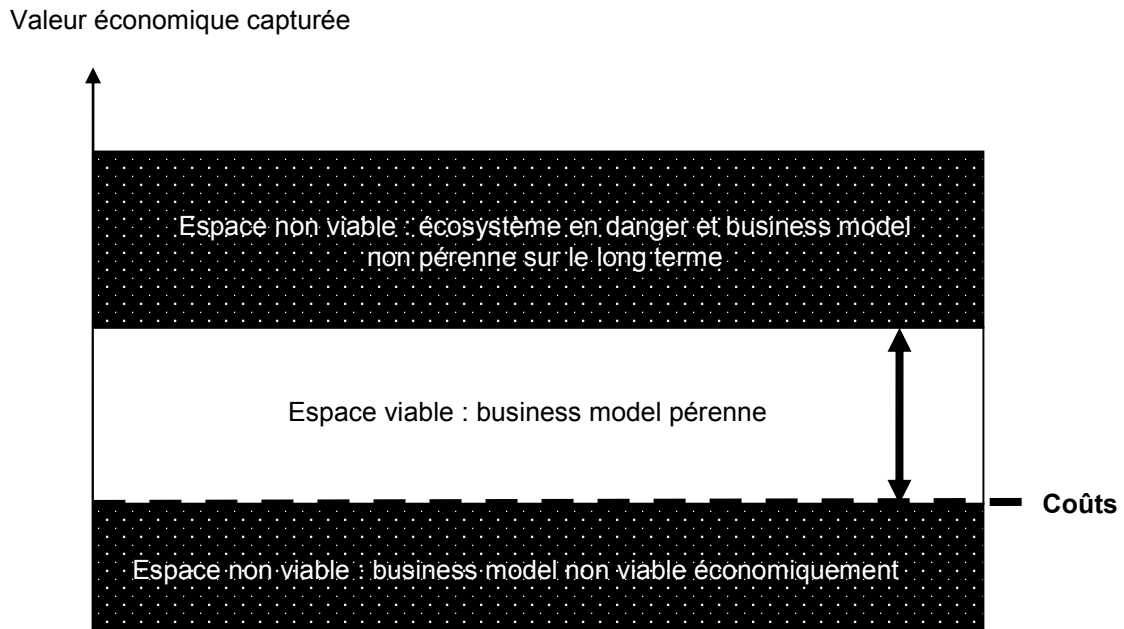 Valeur économique capturée
Espace non viable : écosystème en danger et business model
non pérenne sur le long terme
Espace viable : business model pérenne
Coûts
Espace non viable : business model non viable économiquement